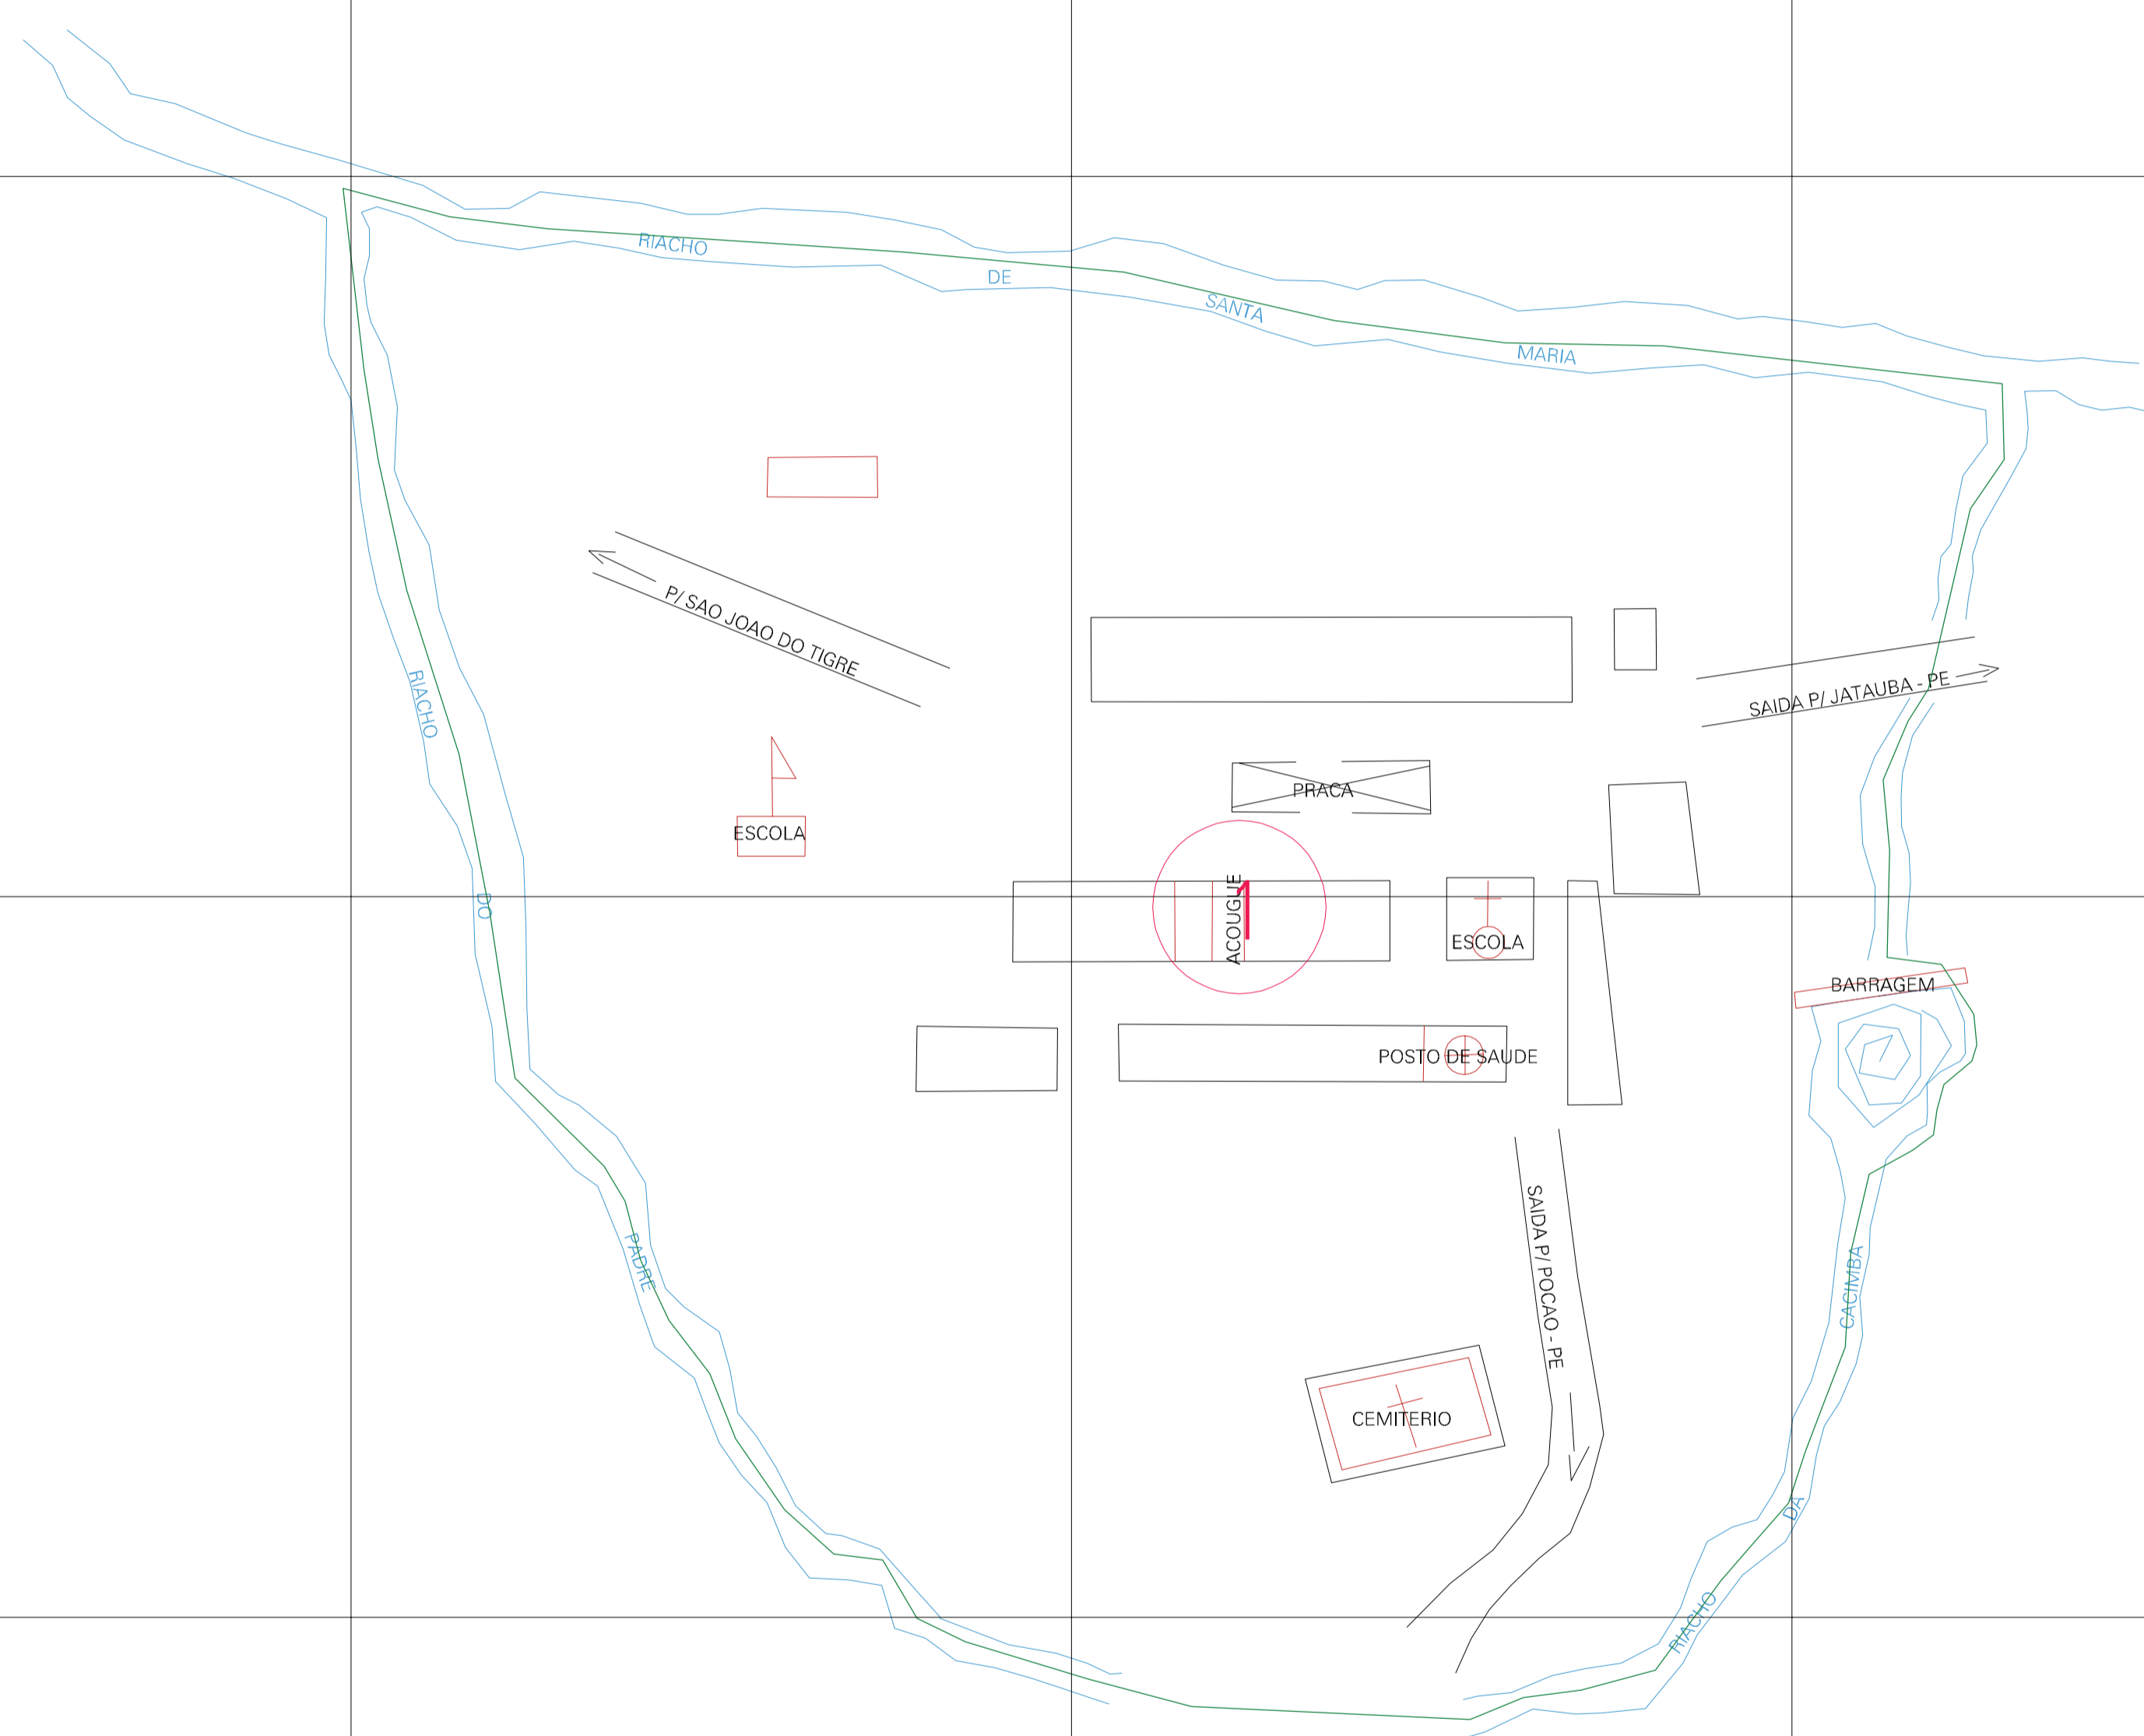 RIACHO
DE
SANTA
MARIA
P/ SAO JOAO DO TIGRE
SAIDA P/ JATAUBA - PE
RIACHO
DO
PADRE
PRACA
ESCOLA
ACOUGUE
1
ESCOLA
BARRAGEM
POSTO DE SAUDE
SAIDA P/ POCAO - PE
CEMITERIO
RIACHO
DA
CACIMBA